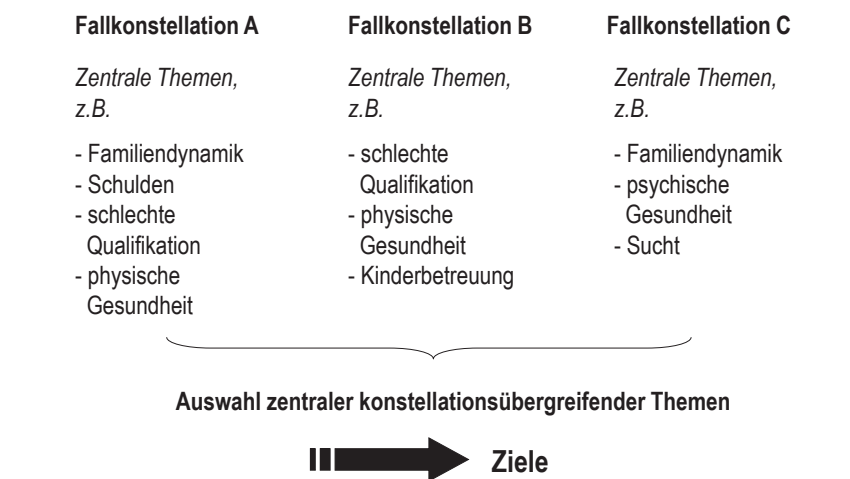 Fallkonstellation A
Zentrale Themen,
z.B.
- Familiendynamik
- Schulden
- schlechte
Qualifikation
- physische
Gesundheit
Fallkonstellation B
Zentrale Themen,
z.B.
- schlechte
Qualifikation
- physische
Gesundheit
- Kinderbetreuung
Fallkonstellation C
Zentrale Themen,
z.B.
- Familiendynamik
- psychische
Gesundheit
- Sucht
Auswahl zentraler konstellationsübergreifender Themen
Ziele